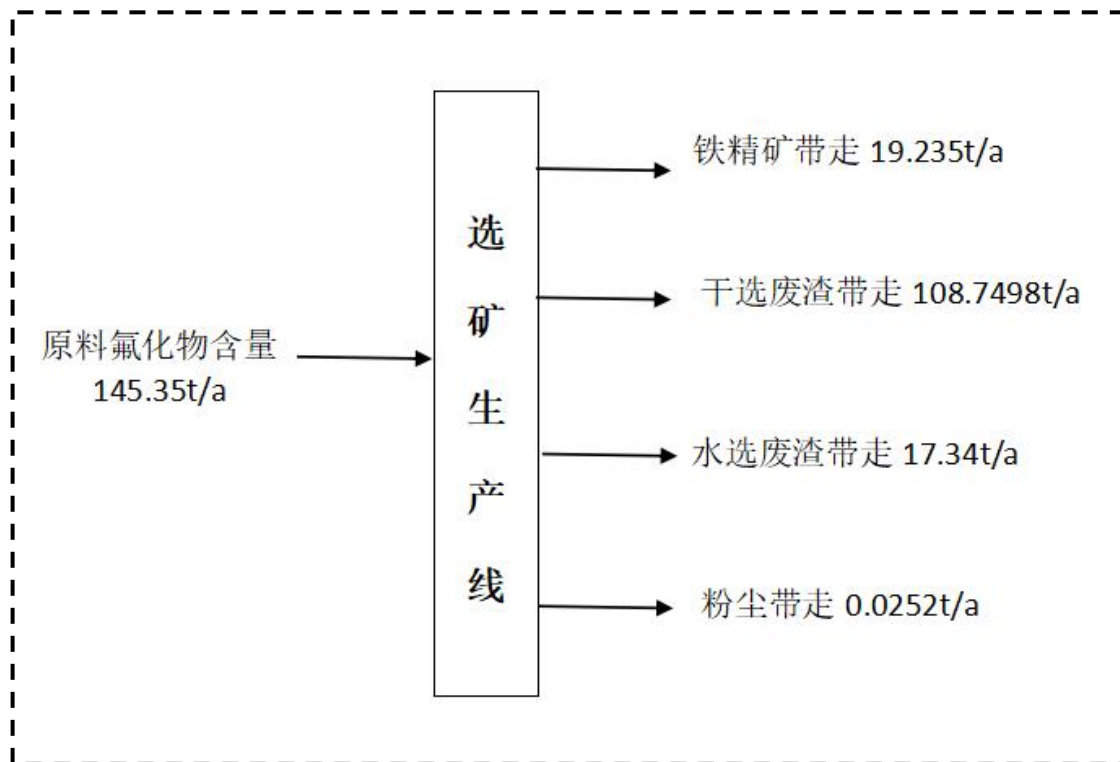 原料氟化物含量
145.35t/a
选
矿
生
产
线
铁精矿带走 19.235t/a
干选废渣带走 108.7498t/a
水选废渣带走 17.34t/a
粉尘带走 0.0252t/a